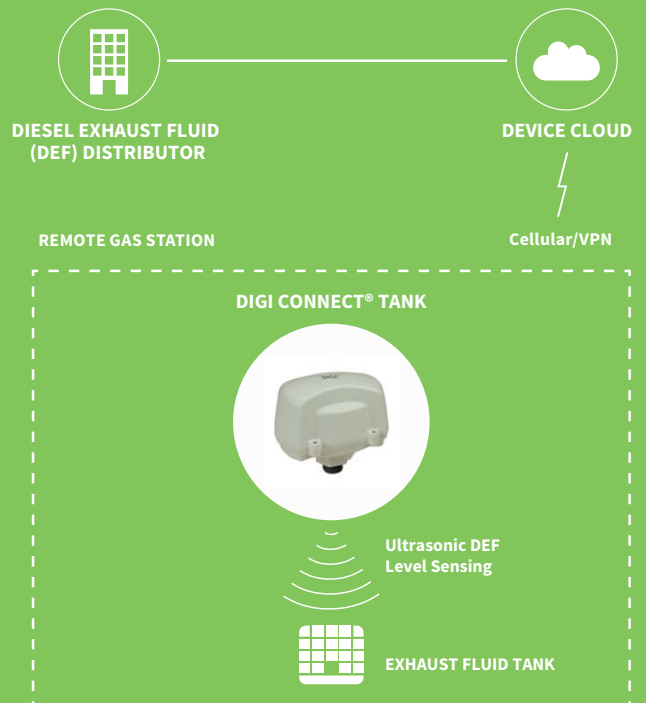 DIESEL EXHAUST FLUID
(DEF) DISTRIBUTOR
DEVICE CLOUD
REMOTE GAS STATION
Cellular/VPN
DIGI CONNECT® TANK
Ultrasonic DEF
Level Sensing
EXHAUST FLUID TANK